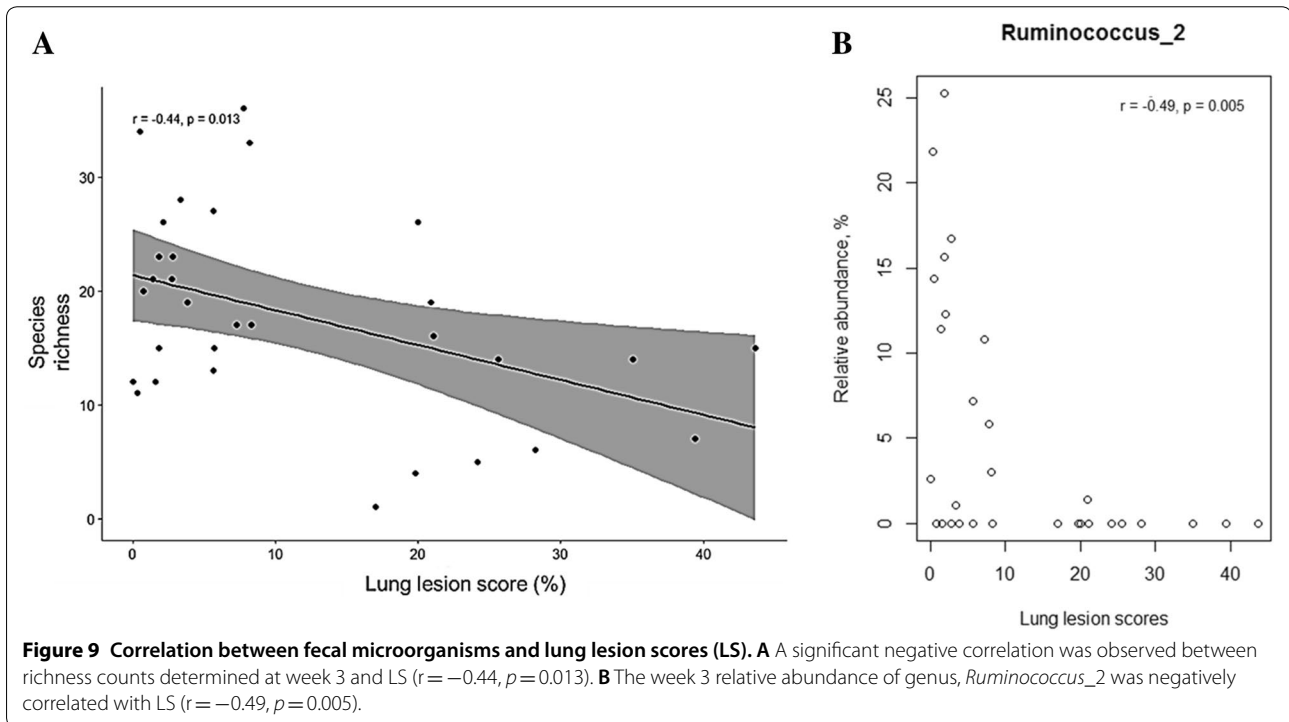 A
r = -0.44, p = 0.013
30
20
10
0
Species
richness
0 10 20 30 40
Lung lesion score (%)
B
Ruminococcus_2
r = -0.49, p = 0.005
25
20
15
10
5
0
Relative abundance, %
0 10 20 30 40
Lung lesion scores
Figure 9 Correlation between fecal microorganisms and lung lesion scores (LS). A A significant negative correlation was observed between
richness counts determined at week 3 and LS (r = −0.44, p = 0.013). B The week 3 relative abundance of genus, Ruminococcus_2 was negatively
correlated with LS (r = −0.49, p = 0.005).